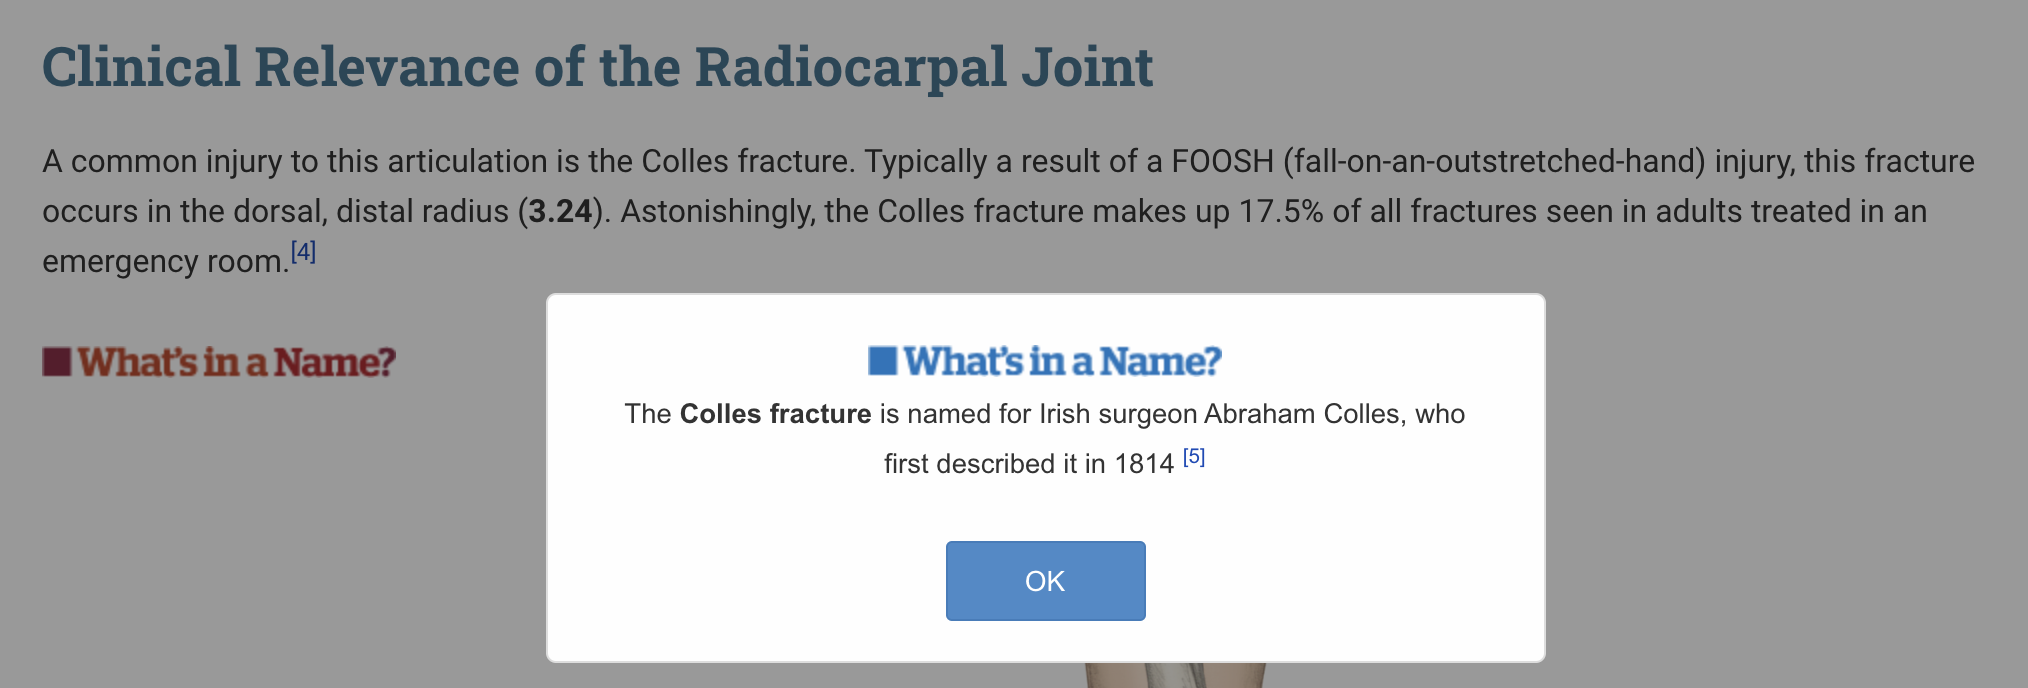 Clinical Relevance of the Radiocarpal Joint
A common injury to this articulation is the Colles fracture. Typically a result of a FOOSH (fall-on-an-outstretched-hand) injury, this fracture
occurs in the dorsal, distal radius (3.24). Astonishingly, the Colles fracture makes up 17.5% of all fractures seen in adults treated in an
emergency room.[4]
What's in a Name?
What's in a Name?
The Colles fracture is named for Irish surgeon Abraham Colles, who
first described it in 1814 [5]
OK